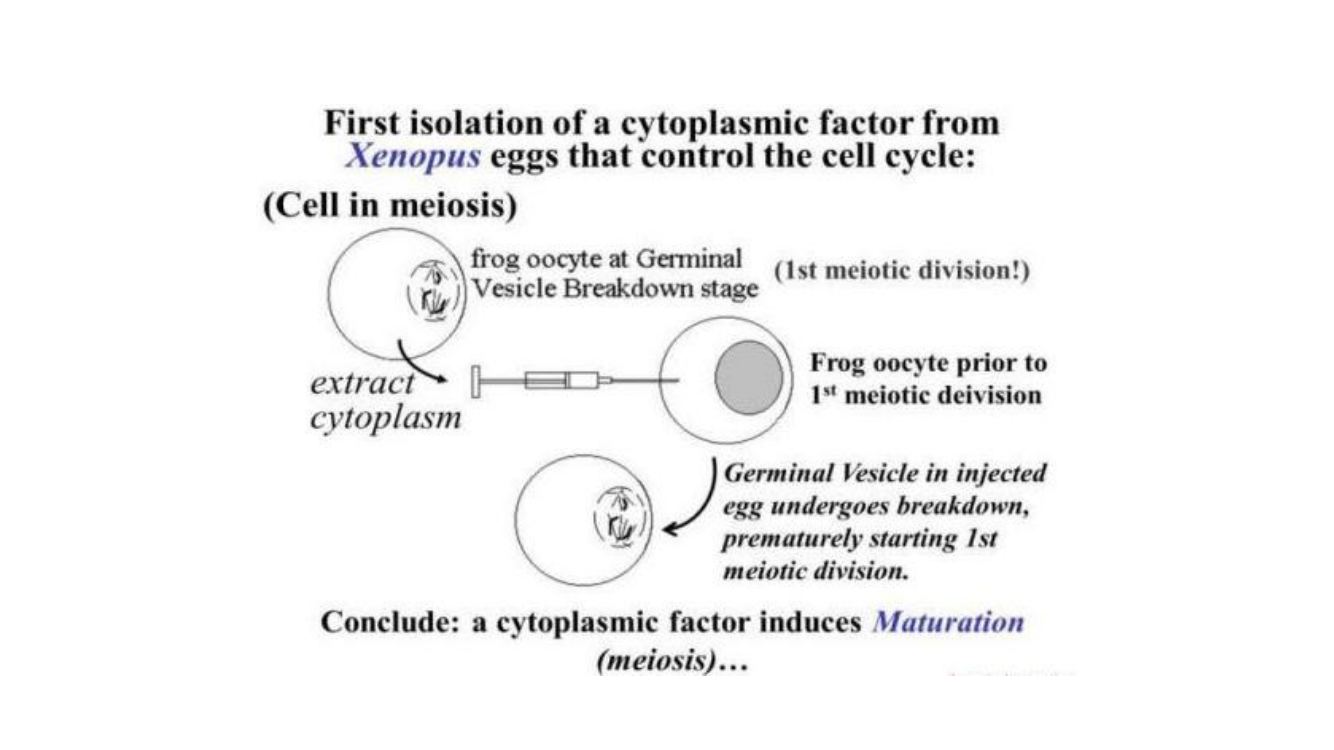 First isolation of a cytoplasmic factor from
Xenopus eggs that control the cell cycle:
(Cell in meiosis)
frog oocyte at Germinal
Vesicle Breakdown stage
(1st meiotic division!)
extract
cytoplasm
Frog oocyte prior to
1st meiotic deivision
Germinal Vesicle in injected
egg undergoes breakdown,
prematurely starting 1st
meiotic division.
Conclude: a cytoplasmic factor induces Maturation
(meiosis)...